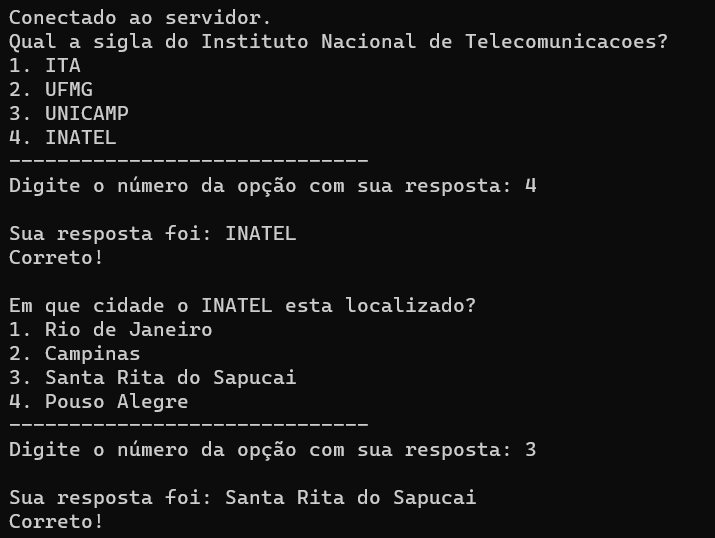 Conectado ao servidor.
Qual a sigla do Instituto Nacional de Telecomunicacoes?
1. ITA
2. UFMG
3. UNICAMP
4. INATEL
------------------------------
Digite o número da opção com sua resposta: 4
Sua resposta foi: INATEL
Correto!
Em que cidade o INATEL esta localizado?
1. Rio de Janeiro
2. Campinas
3. Santa Rita do Sapucai
4. Pouso Alegre
------------------------------
Digite o número da opção com sua resposta: 3
Sua resposta foi: Santa Rita do Sapucai
Correto!